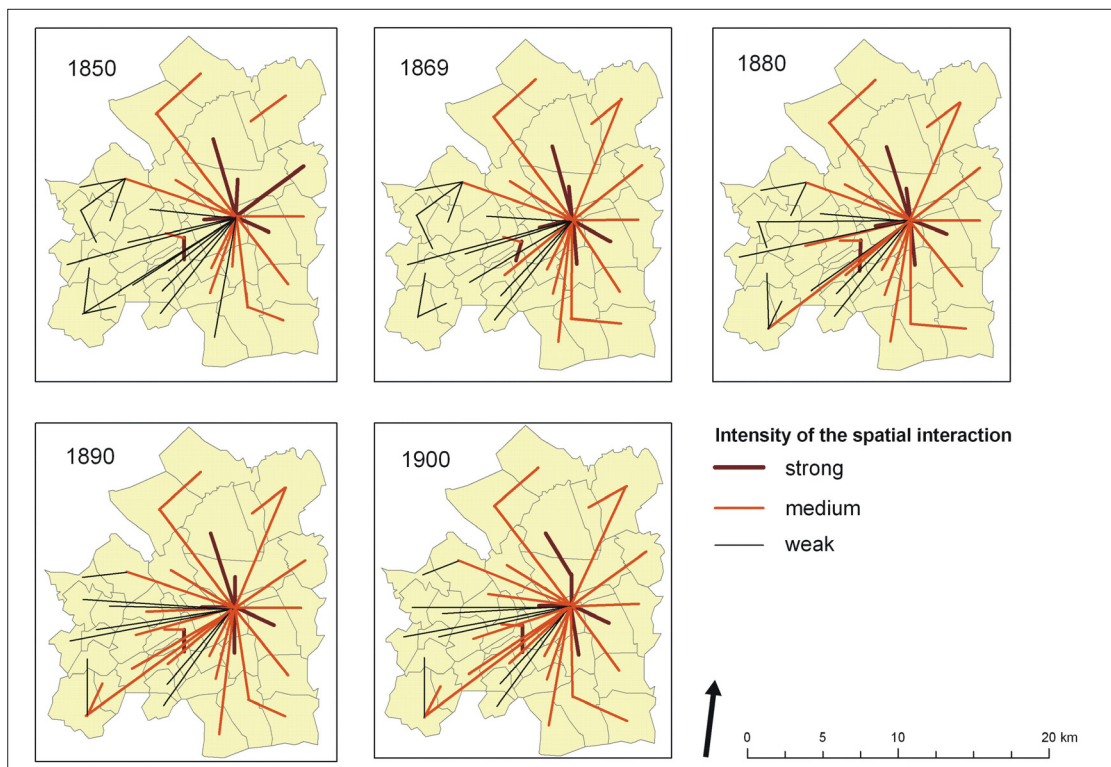 1850
1869
1880
1890
1900
Intensity of the spatial interaction
strong
medium
weak
0 5 10 20 km